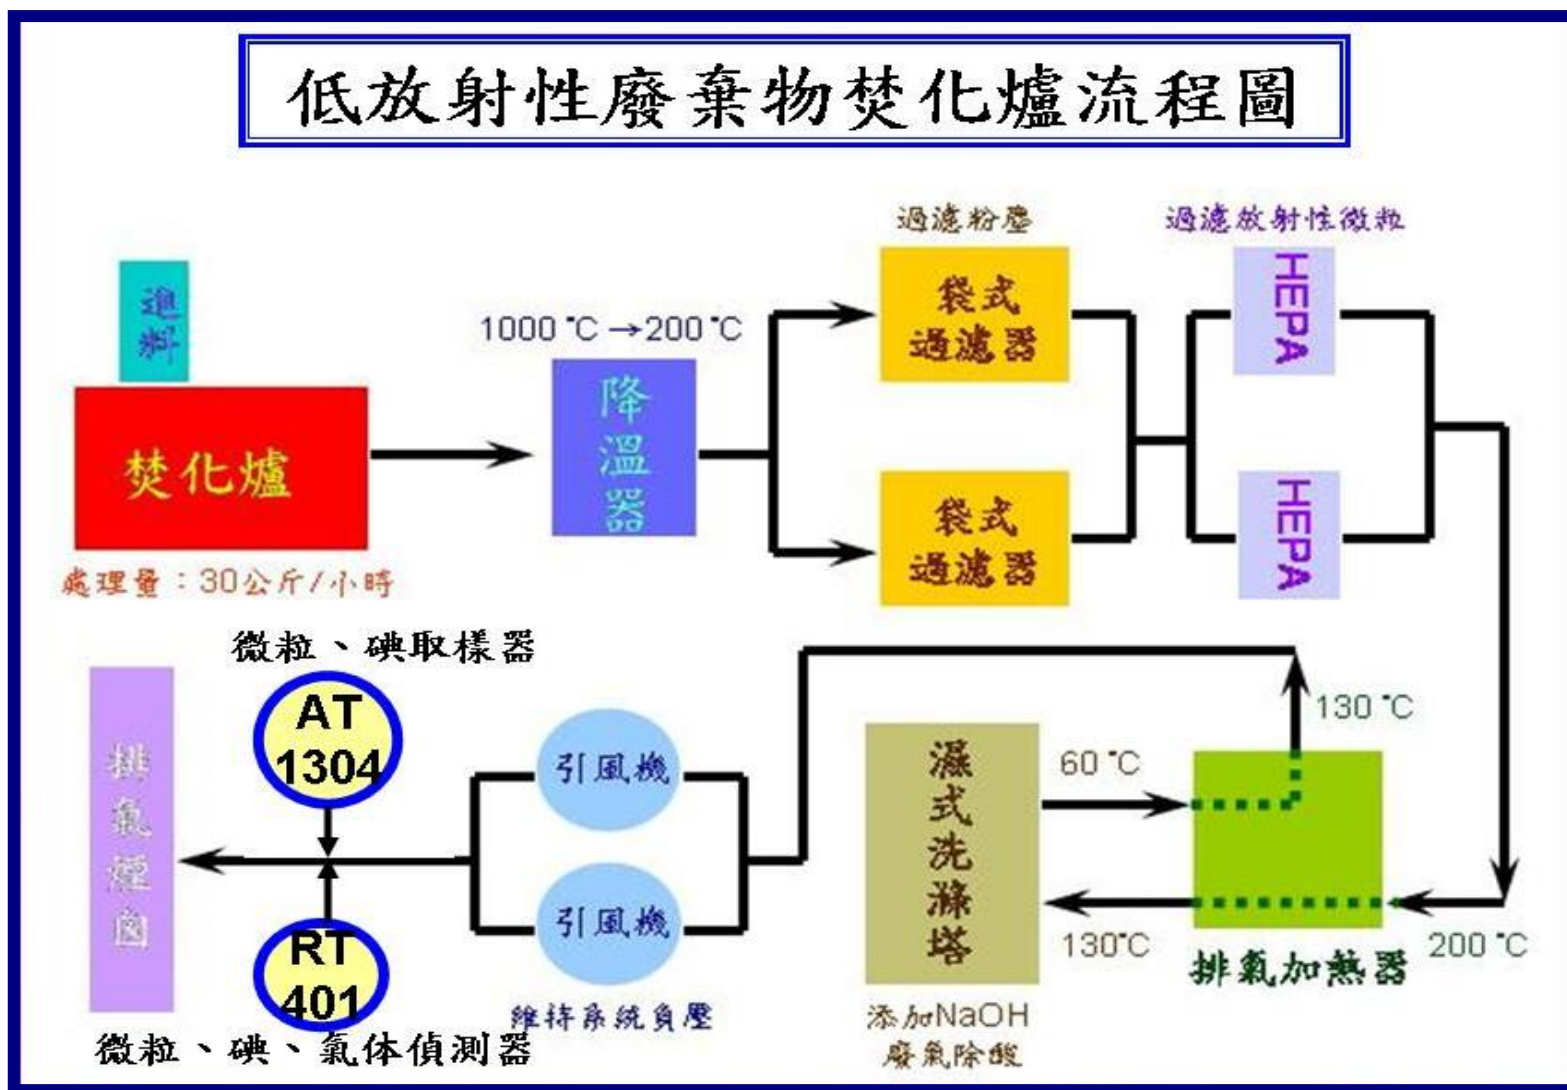 低放射性廢棄物焚化爐流程圖
過濾粉塵
過濾放射性微粒
進料
1000℃→200℃
袋式
過濾器
HEPA
焚化爐
降溫器
袋式
過濾器
HEPA
處理量：30公斤/小時
微粒、碘取樣器
AT
1304
排氣煙囪
引風機
濕式洗滌塔
60℃
130℃
引風機
RT
401
130℃
200℃
排氣加熱器
維持系統負壓
添加NaOH
廢氣除酸
微粒、碘、氣体偵測器